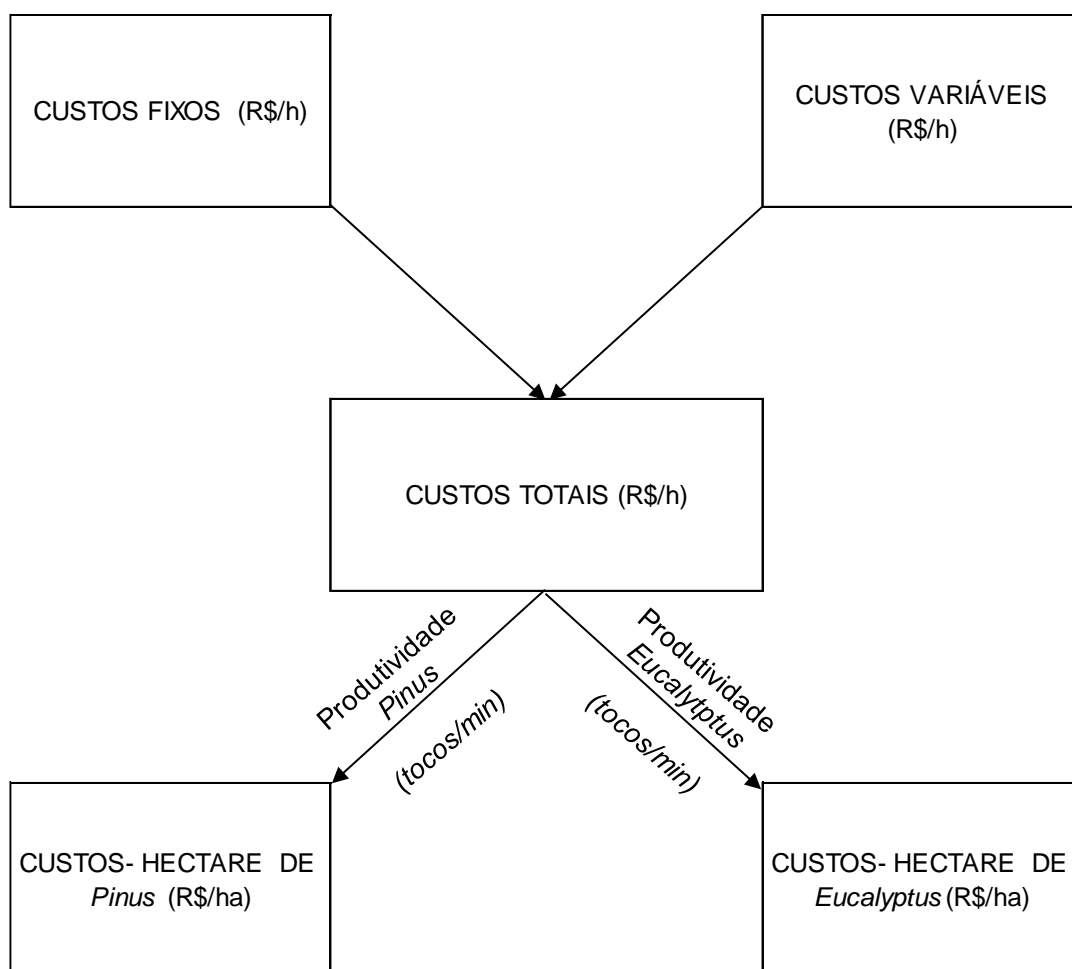 CUSTOS FIXOS (R$/h)
CUSTOS VARIÁVEIS
(R$/h)
CUSTOS TOTAIS (R$/h)
Produtividade
Pinus
(tocos/min)
Produtividade
Eucalytptus
(tocos/min)
CUSTOS- HECTARE DE
Pinus (R$/ha)
CUSTOS- HECTARE DE
Eucalyptus (R$/ha)